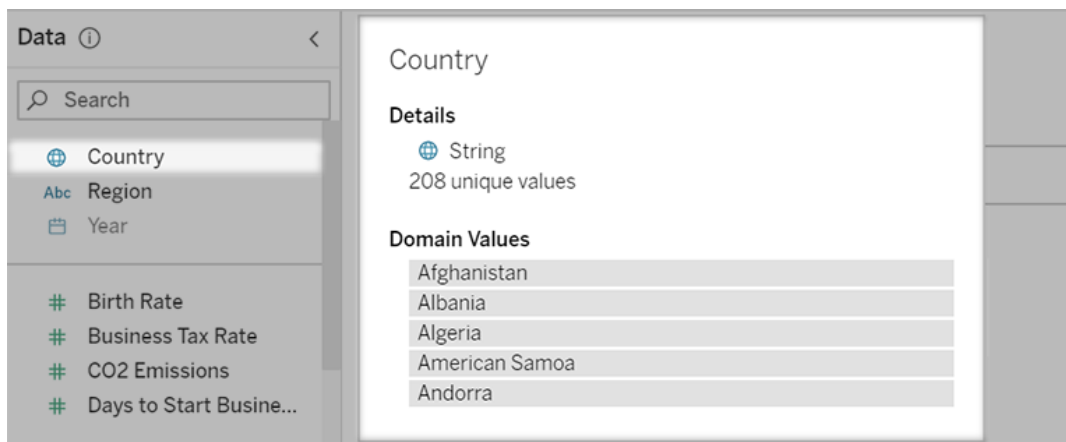 Data
Search
Country
Abc Region
Year
# Birth Rate
# Business Tax Rate
# CO2 Emissions
# Days to Start Busine...
Country
Details
String
208 unique values
Domain Values
Afghanistan
Albania
Algeria
American Samoa
Andorra